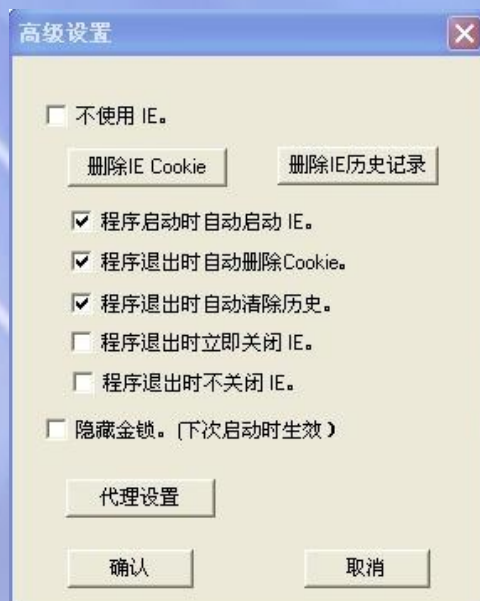 高级设置
不使用 IE。
删除IE Cookie 删除IE历史记录
程序启动时自动启动 IE。
程序退出时自动删除Cookie。
程序退出时自动清除历史。
程序退出时立即关闭 IE。
程序退出时不关闭 IE。
隐藏金锁。(下次启动时生效)
代理设置
确认 取消